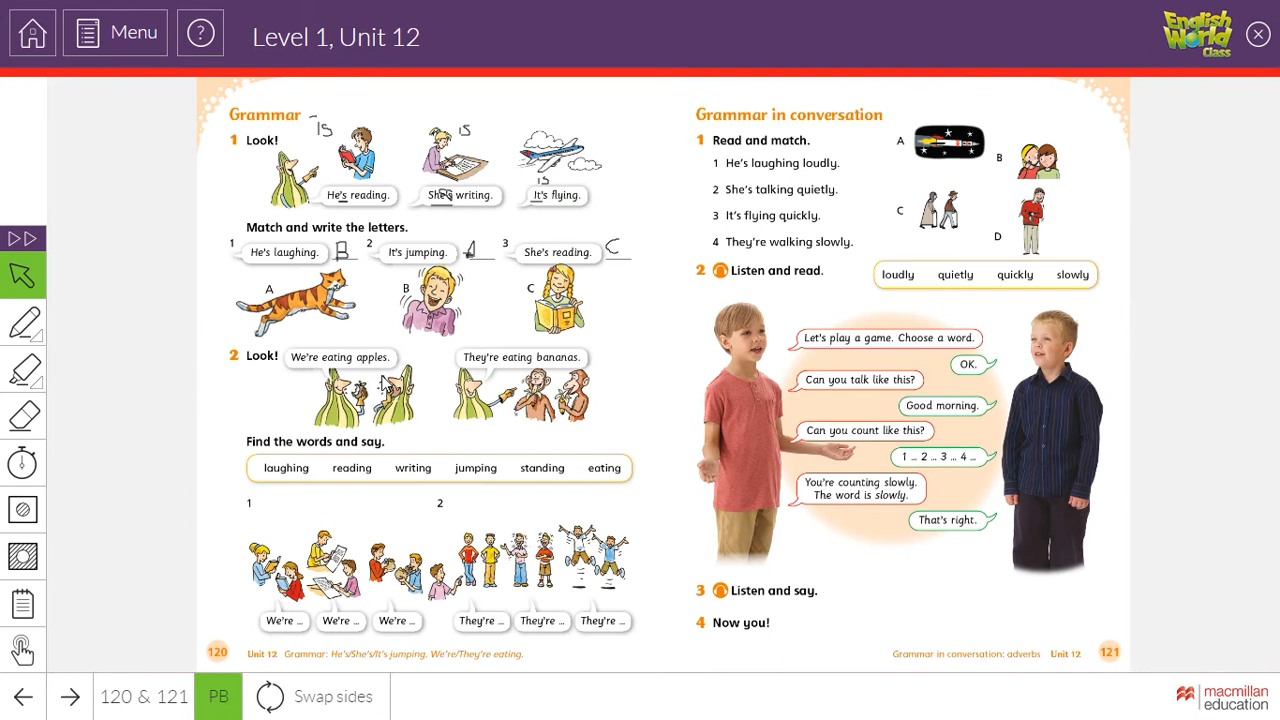 Menu
?
Level 1, Unit 12
English
World
Class
Grammar
1 Look!
is
is
He's reading.
She's writing.
is
It's flying.
Match and write the letters.
1 He's laughing. B
2 It's jumping. A
3 She's reading. C
A
B
C
2 Look!
We're eating apples.
They're eating bananas.
Find the words and say.
laughing reading writing jumping standing eating
1
2
We're ...
We're ...
We're ...
They're ...
They're ...
They're ...
120 Unit 12 Grammar: He's/She's/It's jumping. We're/They're eating.
Grammar in conversation
1 Read and match.
1 He's laughing loudly.
2 She's talking quietly.
3 It's flying quickly.
4 They're walking slowly.
A
B
C
D
2 Listen and read.
loudly quietly quickly slowly
Let's play a game. Choose a word.
OK.
Can you talk like this?
Good morning.
Can you count like this?
1 ... 2 ... 3 ... 4 ...
You're counting slowly.
The word is slowly.
That's right.
3 Listen and say.
4 Now you!
Grammar in conversation: adverbs Unit 12 121
120 & 121
PB
Swap sides
macmillan
education